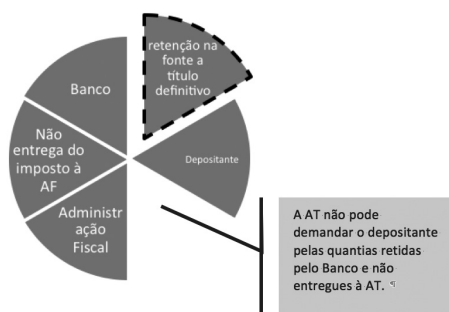 retenção na
fonte a
título
definitivo
Banco
Não
entrega do
imposto à
AF
Depositante
Administr
ação
Fiscal
A AT não pode
demandar o depositante
pelas quantias retidas
pelo Banco e não
entregues à AT. ¶